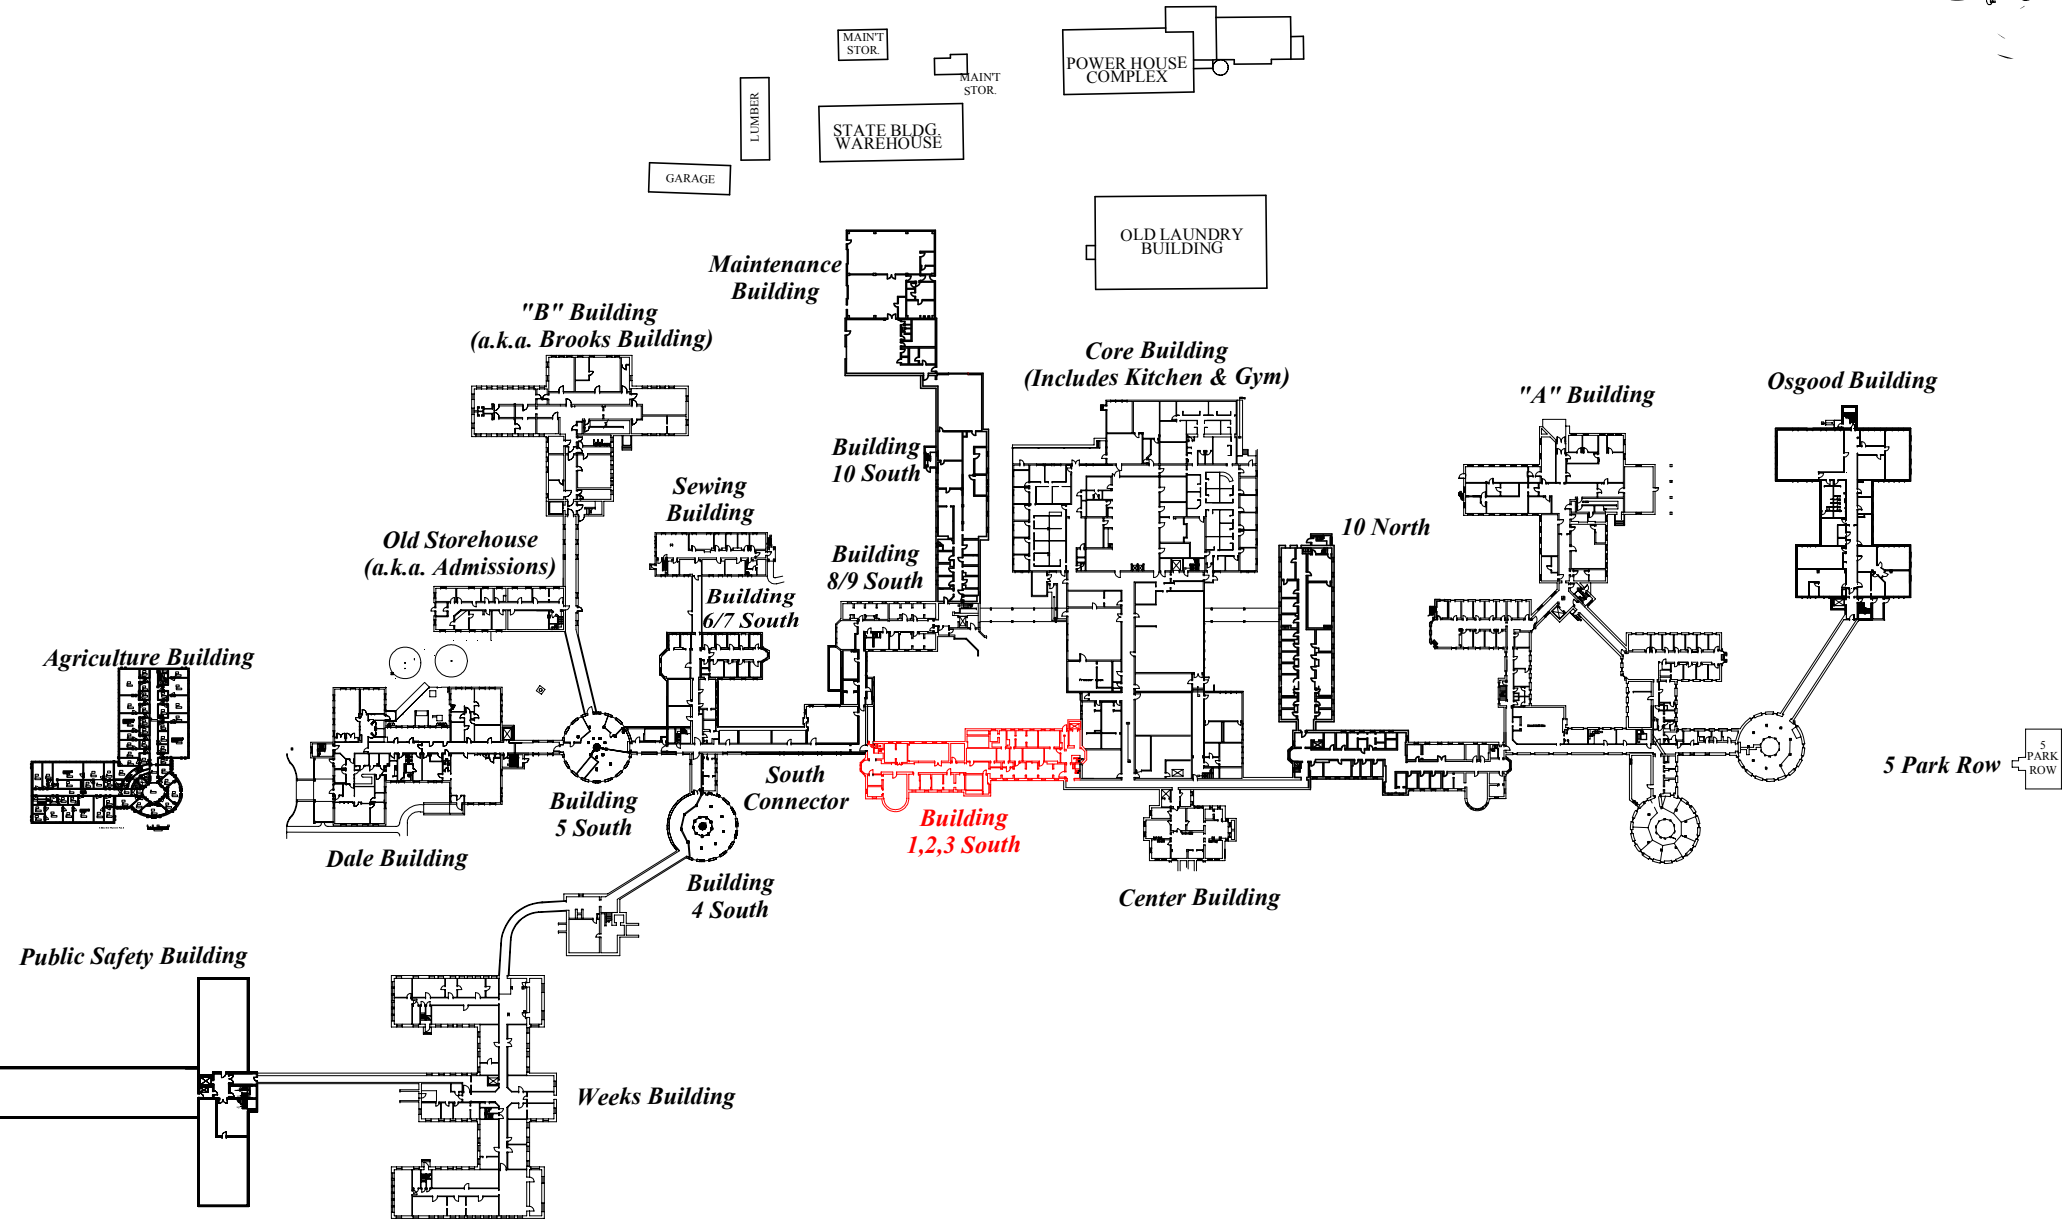 MAIN'T
STOR.
MAIN'T
STOR.
POWER HOUSE
COMPLEX
LUMBER
STATE BLDG.
WAREHOUSE
GARAGE
OLD LAUNDRY
BUILDING
Maintenance
Building
"B" Building
(a.k.a. Brooks Building)
Core Building
(Includes Kitchen & Gym)
"A" Building
Osgood Building
Building
10 South
Sewing
Building
10 North
Old Storehouse
(a.k.a. Admissions)
Building
8/9 South
Building
6/7 South
Agriculture Building
5 Park Row
5
PARK
ROW
South
Connector
Building
5 South
Building
1,2,3 South
Dale Building
Building
4 South
Center Building
Public Safety Building
Weeks Building